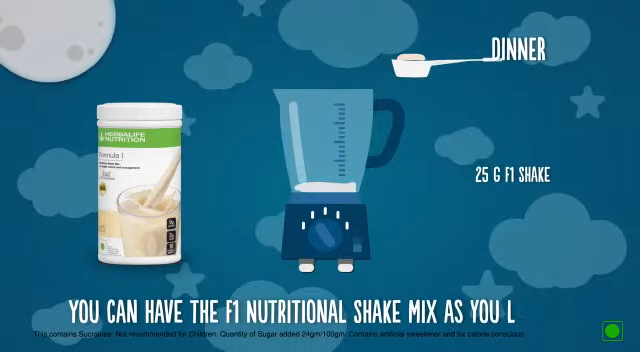 DINNER
HERBALIFE
NUTRITION
Formula 1
25 G F1 SHAKE
YOU CAN HAVE THE F1 NUTRITIONAL SHAKE MIX AS YOU L
This contains Sucralose. Not recommended for Children. Quantity of Sugar added 24gm/100gm. Contains artificial sweetener and for calorie conscious